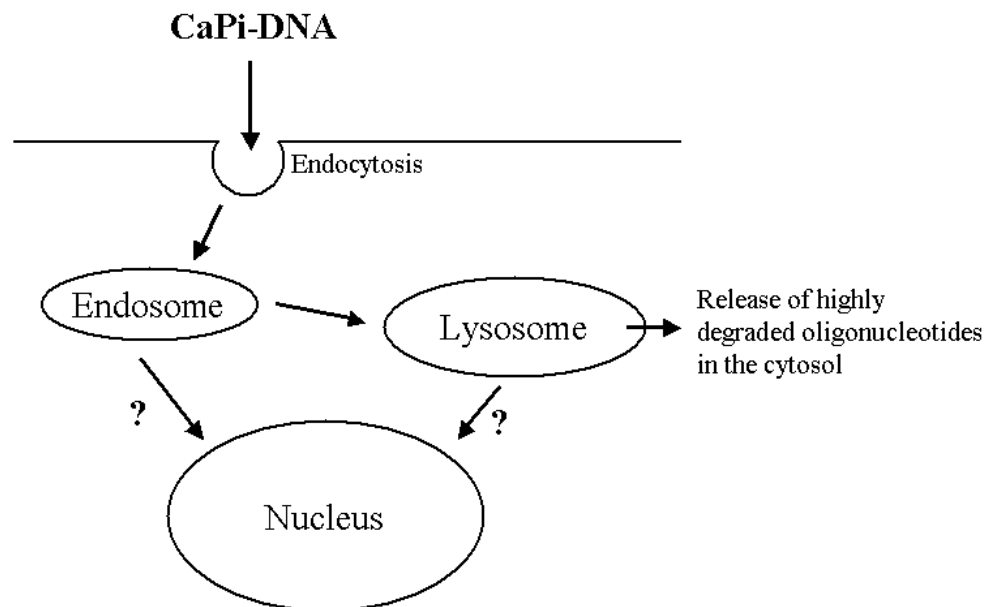 CaPi-DNA
Endocytosis
Endosome
Lysosome
Release of highly
degraded oligonucleotides
in the cytosol
?
?
Nucleus